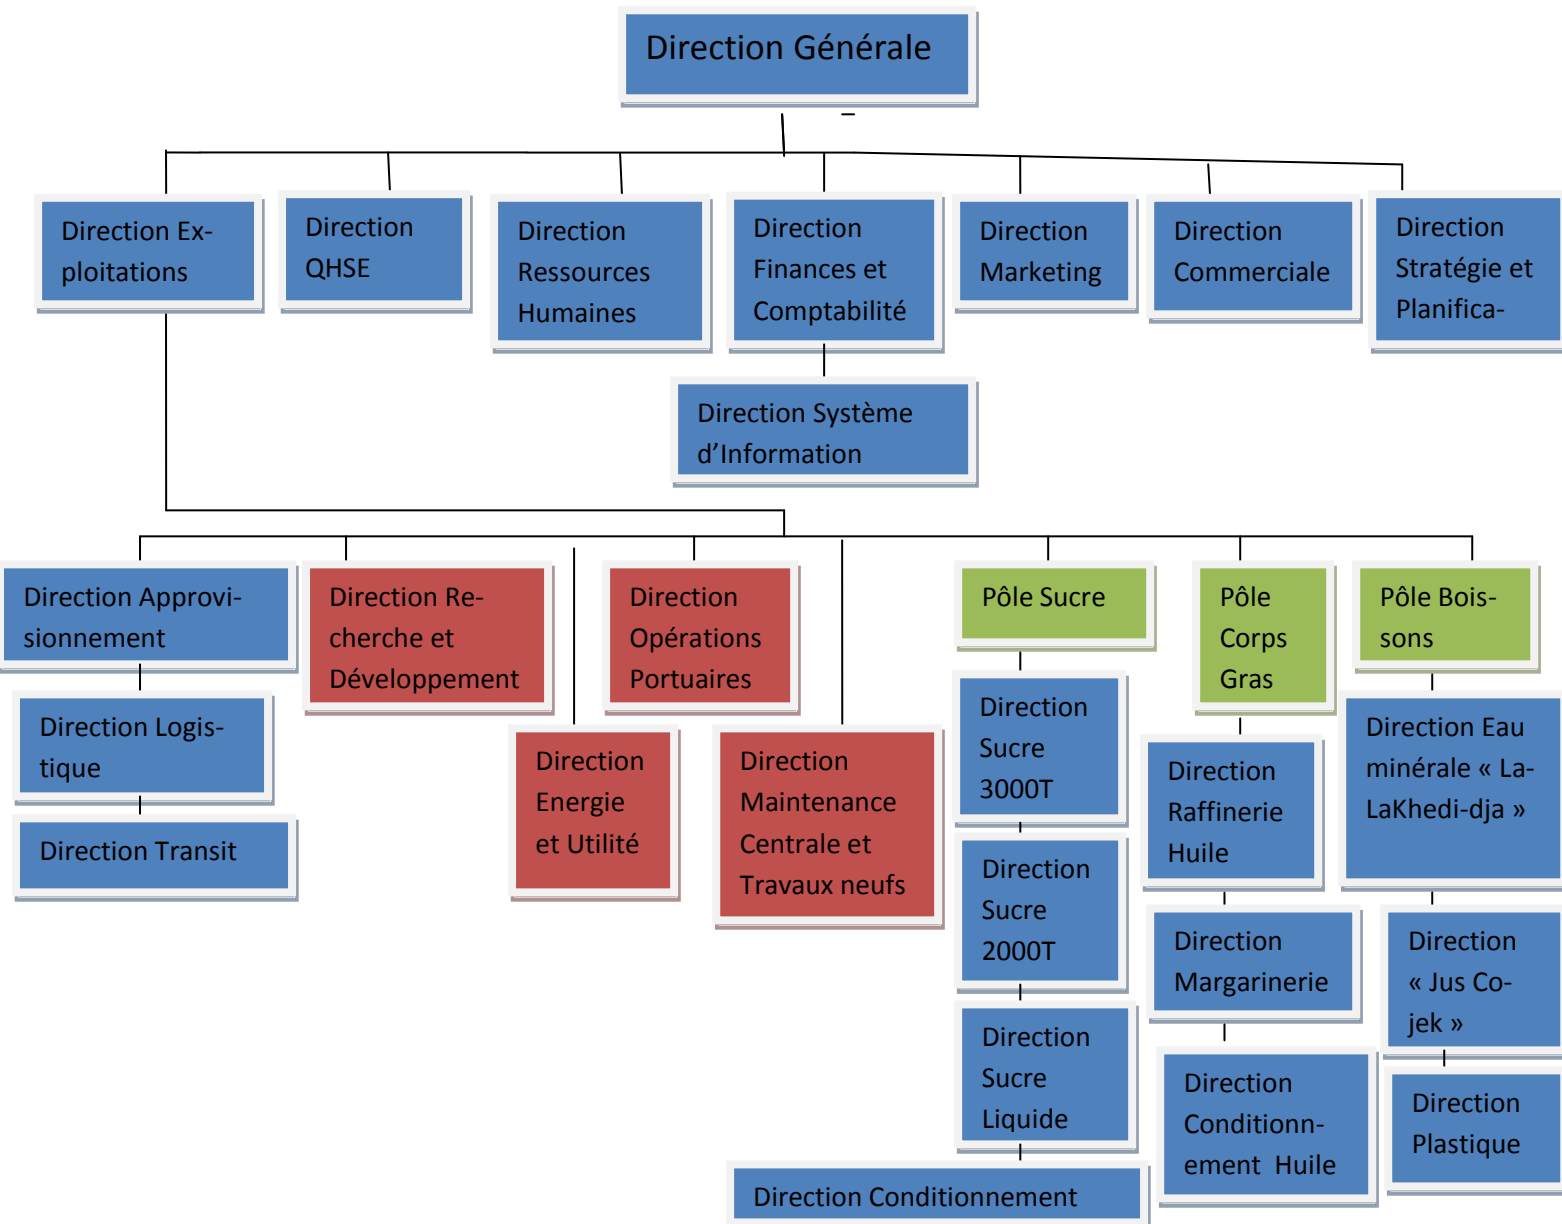 Direction Générale
Direction Ex-
ploitations
Direction
QHSE
Direction
Ressources
Humaines
Direction
Finances et
Comptabilité
Direction
Marketing
Direction
Commerciale
Direction
Stratégie et
Planifica-
Direction Système
d’Information
Direction Approvi-
sionnement
Direction Re-
cherche et
Développement
Direction
Opérations
Portuaires
Pôle Sucre
Pôle
Corps
Gras
Pôle Bois-
sons
Direction Logis-
tique
Direction
Energie
et Utilité
Direction
Maintenance
Centrale et
Travaux neufs
Direction
Sucre
3000T
Direction
Raffinerie
Huile
Direction Eau
minérale « La-
LaKhedi-dja »
Direction Transit
Direction
Sucre
2000T
Direction
Margarinerie
Direction
« Jus Co-
jek »
Direction
Sucre
Liquide
Direction
Conditionn-
ement Huile
Direction
Plastique
Direction Conditionnement